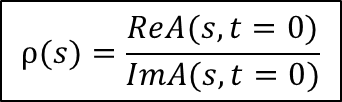 ρ(s) = ReA(s, t = 0) / ImA(s, t = 0)